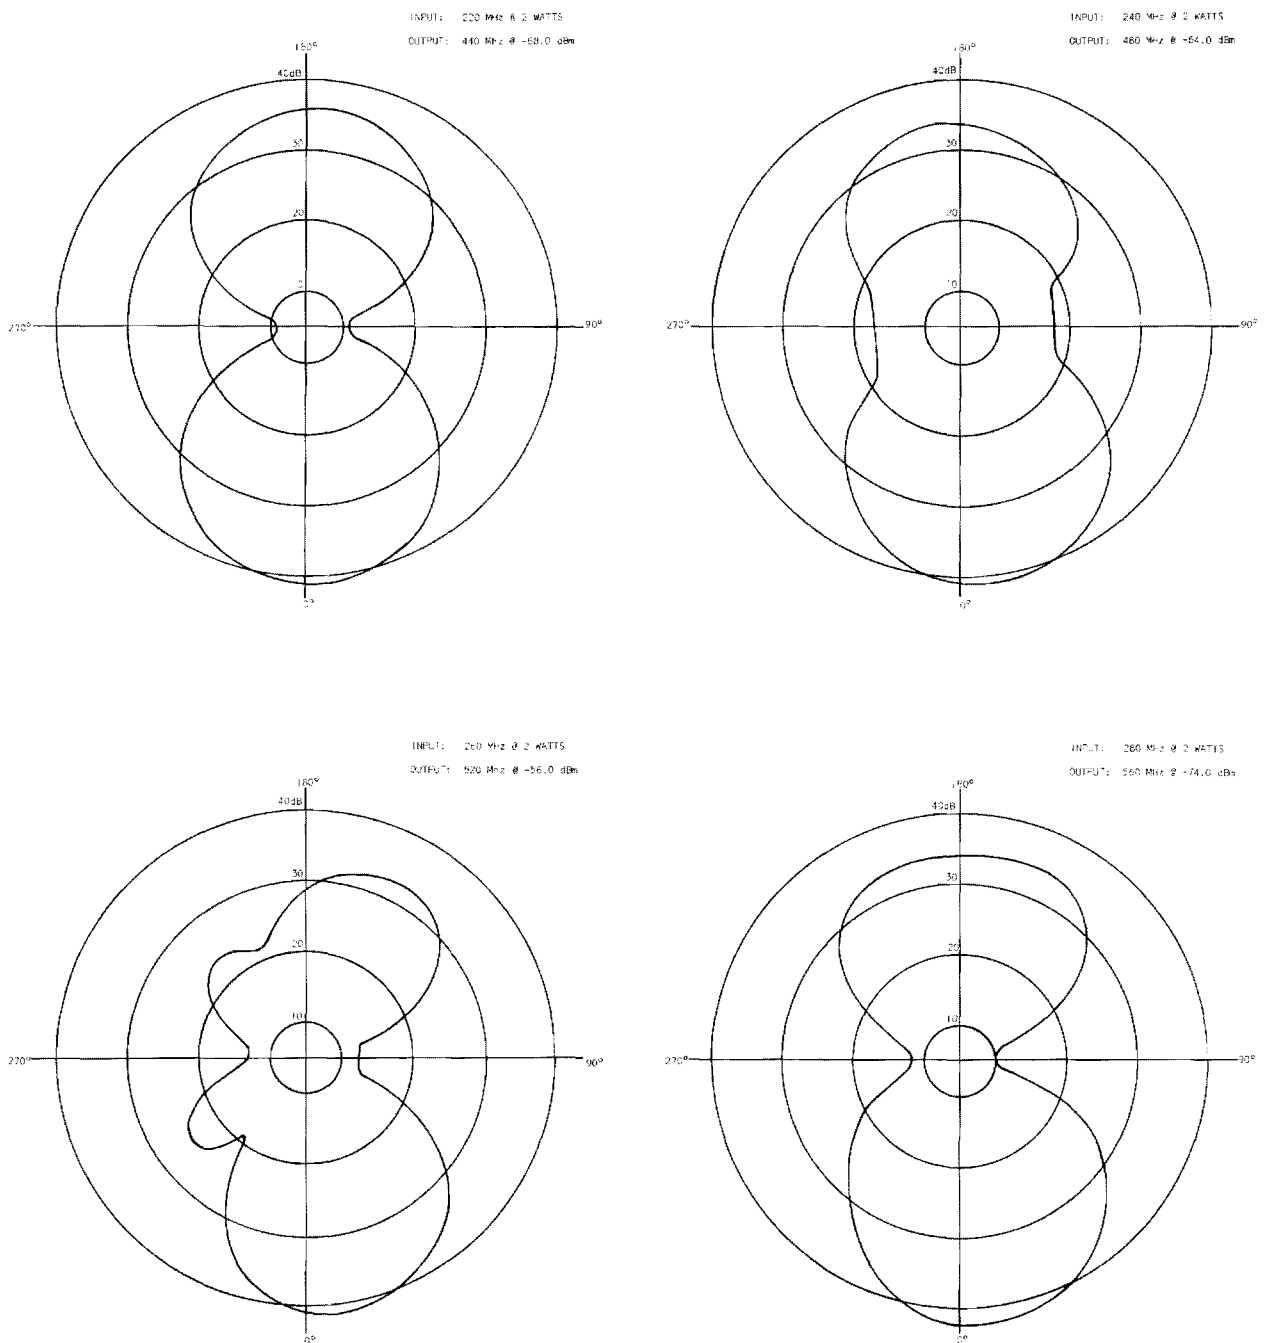 INPUT: 220 MHz @ 2 WATTS
OUTPUT: 440 MHz @ -68.0 dBm
180°
40dB
30
20
0
270°
90°
0°
INPUT: 240 MHz @ 2 WATTS
OUTPUT: 480 MHz @ -64.0 dBm
180°
40dB
30
20
10
270°
90°
0°
INPUT: 260 MHz @ 2 WATTS
OUTPUT: 520 MHz @ -56.0 dBm
180°
40dB
30
20
10
270°
90°
0°
INPUT: 280 MHz @ 2 WATTS
OUTPUT: 560 MHz @ -74.0 dBm
180°
40dB
30
20
10
270°
90°
0°